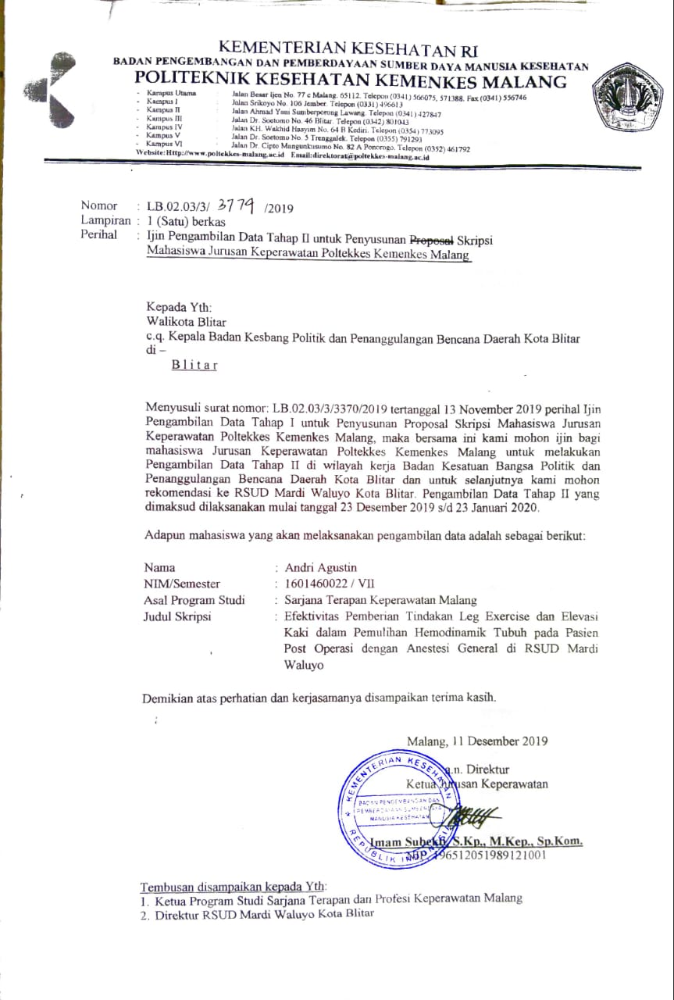 KEMENTERIAN KESEHATAN RI
BADAN PENGEMBANGAN DAN PEMBERDAYAAN SUMBER DAYA MANUSIA KESEHATAN
POLITEKNIK KESEHATAN KEMENKES MALANG
- Kampus Utama : Jalan Besar Ijen No. 77 c Malang. 65112. Telepon (0341) 566075, 571388. Fax (0341) 556746
- Kampus I : Jalan Srikoyo No. 106 Jember. Telepon (0331) 496613
- Kampus II : Jalan Ahmad Yani Sumberporong Lawang. Telepon (0341) 427847
- Kampus III : Jalan Dr. Soetomo No. 46 Blitar. Telepon (0342) 801043
- Kampus IV : Jalan KH. Wakhid Hasyim No. 64 B Kediri. Telepon (0354) 773095
- Kampus V : Jalan Dr. Soetomo No. 5 Trenggalek. Telepon (0355) 791293
- Kampus VI : Jalan Dr. Cipto Mangunkusumo No. 82 A Ponorogo. Telepon (0352) 461792
Website:Http://www.poltekkes-malang.ac.id Email:direktorat@poltekkes-malang.ac.id
Nomor : LB.02.03/3/ 3779 /2019
Lampiran : 1 (Satu) berkas
Perihal : Ijin Pengambilan Data Tahap II untuk Penyusunan Proposal Skripsi
Mahasiswa Jurusan Keperawatan Poltekkes Kemenkes Malang
Kepada Yth:
Walikota Blitar
c.q. Kepala Badan Kesbang Politik dan Penanggulangan Bencana Daerah Kota Blitar
di –
B l i t a r
Menyusuli surat nomor: LB.02.03/3/3370/2019 tertanggal 13 November 2019 perihal Ijin
Pengambilan Data Tahap I untuk Penyusunan Proposal Skripsi Mahasiswa Jurusan
Keperawatan Poltekkes Kemenkes Malang, maka bersama ini kami mohon ijin bagi
mahasiswa Jurusan Keperawatan Poltekkes Kemenkes Malang untuk melakukan
Pengambilan Data Tahap II di wilayah kerja Badan Kesatuan Bangsa Politik dan
Penanggulangan Bencana Daerah Kota Blitar dan untuk selanjutnya kami mohon
rekomendasi ke RSUD Mardi Waluyo Kota Blitar. Pengambilan Data Tahap II yang
dimaksud dilaksanakan mulai tanggal 23 Desember 2019 s/d 23 Januari 2020.
Adapun mahasiswa yang akan melaksanakan pengambilan data adalah sebagai berikut:
Nama : Andri Agustin
NIM/Semester : 1601460022 / VII
Asal Program Studi : Sarjana Terapan Keperawatan Malang
Judul Skripsi : Efektivitas Pemberian Tindakan Leg Exercise dan Elevasi
Kaki dalam Pemulihan Hemodinamik Tubuh pada Pasien
Post Operasi dengan Anestesi General di RSUD Mardi
Waluyo
Demikian atas perhatian dan kerjasamanya disampaikan terima kasih.
Malang, 11 Desember 2019
a.n. Direktur
Ketua Jurusan Keperawatan
KEMENTERIAN KESEHATAN
BADAN PENGEMBANGAN DAN
PEMBERDAYAAN SUMBERDAYA
MANUSIA KESEHATAN
REPUBLIK INDONESIA
Imam Subekti, S.Kp., M.Kep., Sp.Kom.
NIP. 196512051989121001
Tembusan disampaikan kepada Yth:
1. Ketua Program Studi Sarjana Terapan dan Profesi Keperawatan Malang
2. Direktur RSUD Mardi Waluyo Kota Blitar